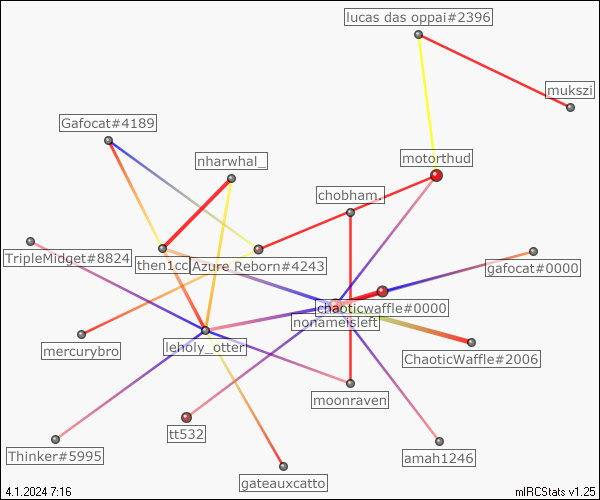 lucas das oppai#2396
mukszi
Gafocat#4189
nharwhal_
motorthud
chobham.
TripleMidget#8824
then1cc
Azure Reborn#4243
gafocat#0000
chaoticwaffle#0000
nonameisleft
mercurybro
leholy_otter
ChaoticWaffle#2006
moonraven
tt532
Thinker#5995
amah1246
gateauxcatto
4.1.2024 7:16
mIRCStats v1.25